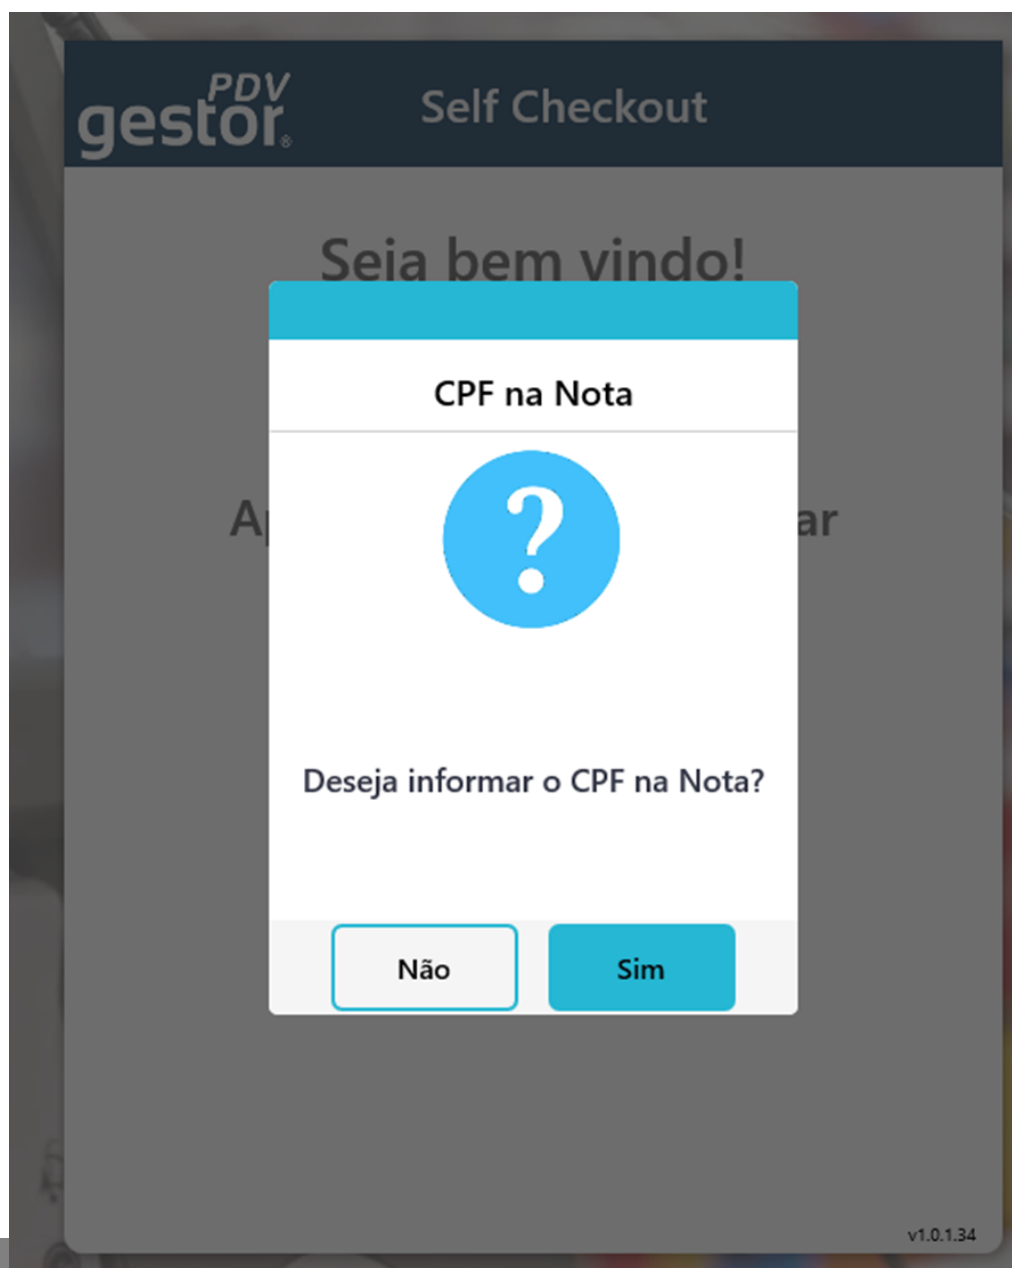 PDV
gestor®
Self Checkout
Seja bem vindo!
CPF na Nota
?
Deseja informar o CPF na Nota?
Não
Sim
v1.0.1.34